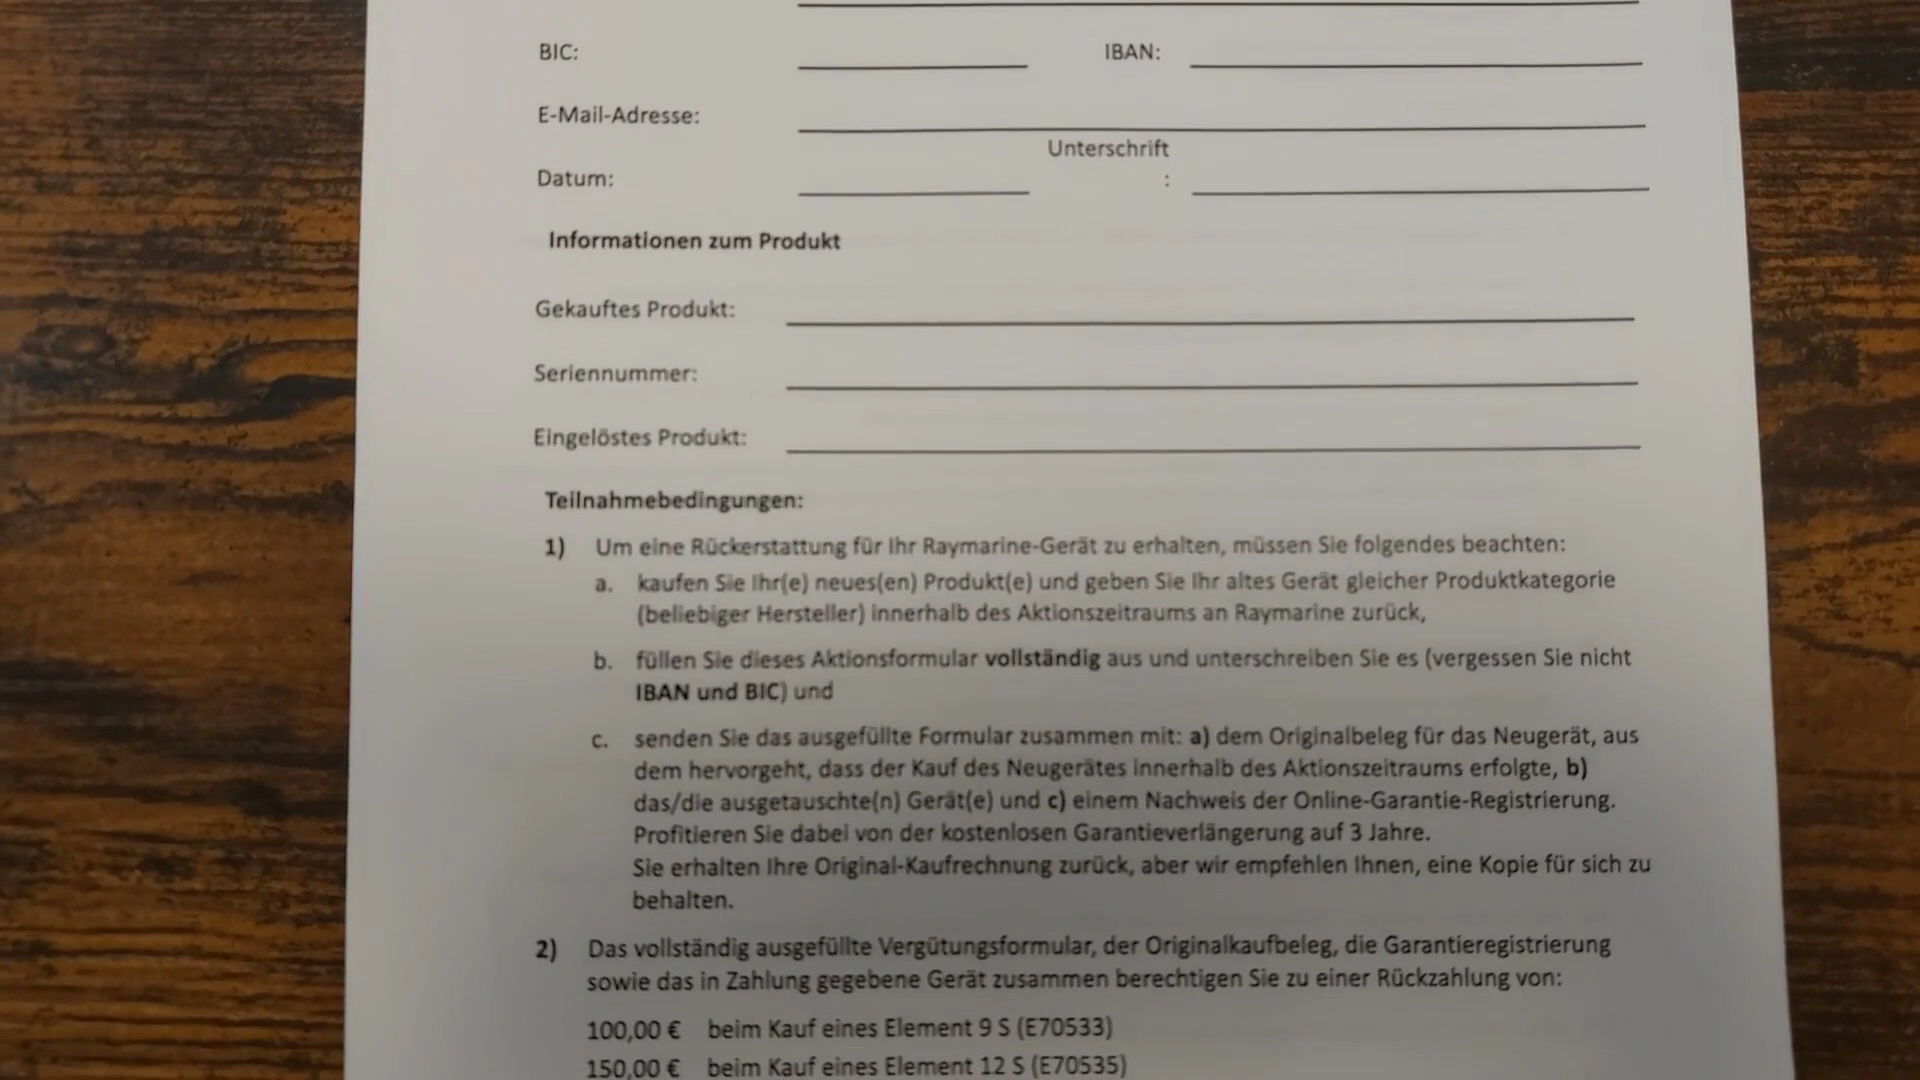 BIC: IBAN:
E-Mail-Adresse:
Unterschrift
Datum: :
Informationen zum Produkt
Gekauftes Produkt:
Seriennummer:
Eingelöstes Produkt:
Teilnahmebedingungen:
1) Um eine Rückerstattung für Ihr Raymarine-Gerät zu erhalten, müssen Sie folgendes beachten:
a. kaufen Sie Ihr(e) neues(en) Produkt(e) und geben Sie Ihr altes Gerät gleicher Produktkategorie
(beliebiger Hersteller) innerhalb des Aktionszeitraums an Raymarine zurück,
b. füllen Sie dieses Aktionsformular vollständig aus und unterschreiben Sie es (vergessen Sie nicht
IBAN und BIC) und
c. senden Sie das ausgefüllte Formular zusammen mit: a) dem Originalbeleg für das Neugerät, aus
dem hervorgeht, dass der Kauf des Neugerätes innerhalb des Aktionszeitraums erfolgte, b)
das/die ausgetauschte(n) Gerät(e) und c) einem Nachweis der Online-Garantie-Registrierung.
Profitieren Sie dabei von der kostenlosen Garantieverlängerung auf 3 Jahre.
Sie erhalten Ihre Original-Kaufrechnung zurück, aber wir empfehlen Ihnen, eine Kopie für sich zu
behalten.
2) Das vollständig ausgefüllte Vergütungsformular, der Originalkaufbeleg, die Garantieregistrierung
sowie das in Zahlung gegebene Gerät zusammen berechtigen Sie zu einer Rückzahlung von:
100,00 € beim Kauf eines Element 9 S (E70533)
150,00 € beim Kauf eines Element 12 S (E70535)